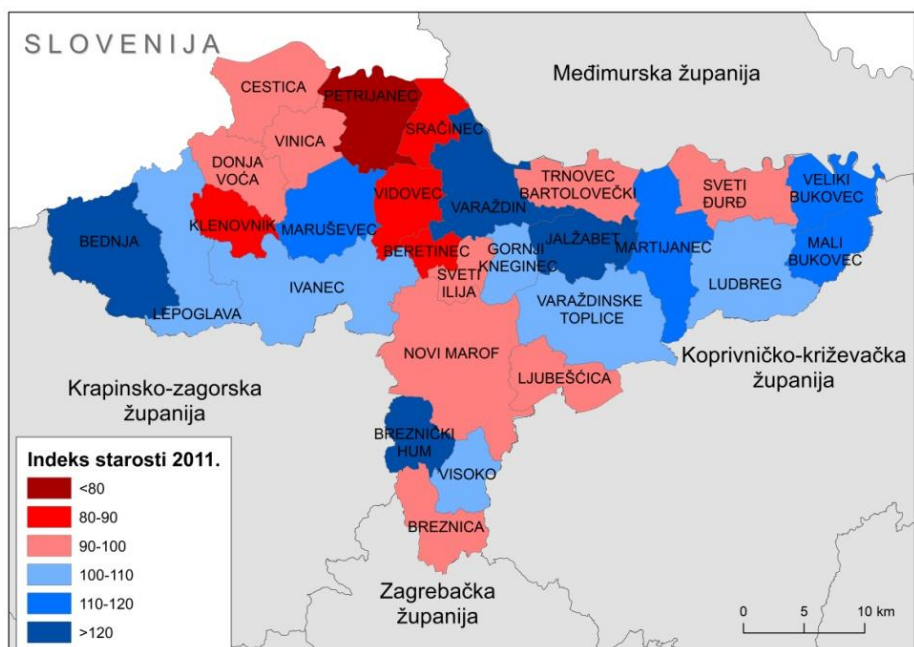 SLOVENIJA
Međimurska županija
CESTICA
PETRIJANEC
SRAČINEC
VINICA
DONJA
VOĆA
TRNOVEC
BARTOLOVEČKI
SVETI
ĐURĐ
VELIKI
BUKOVEC
KLENOVNIK
VIDOVEC
VARAŽDIN
MARUŠEVEC
BEDNJA
BERETINEC
GORNJI
KNEGINEC
JALŽABET
MARTIJANEC
MALI
BUKOVEC
SVETI
ILIJA
IVANEC
LEPOGLAVA
VARAŽDINSKE
TOPLICE
LUDBREG
NOVI MAROF
LJUBEŠĆICA
Koprivničko-križevačka
županija
Krapinsko-zagorska
županija
BREZNIČKI
HUM
VISOKO
BREZNICA
Zagrebačka
županija
Indeks starosti 2011.
<80
80-90
90-100
100-110
110-120
>120
0 5 10 km